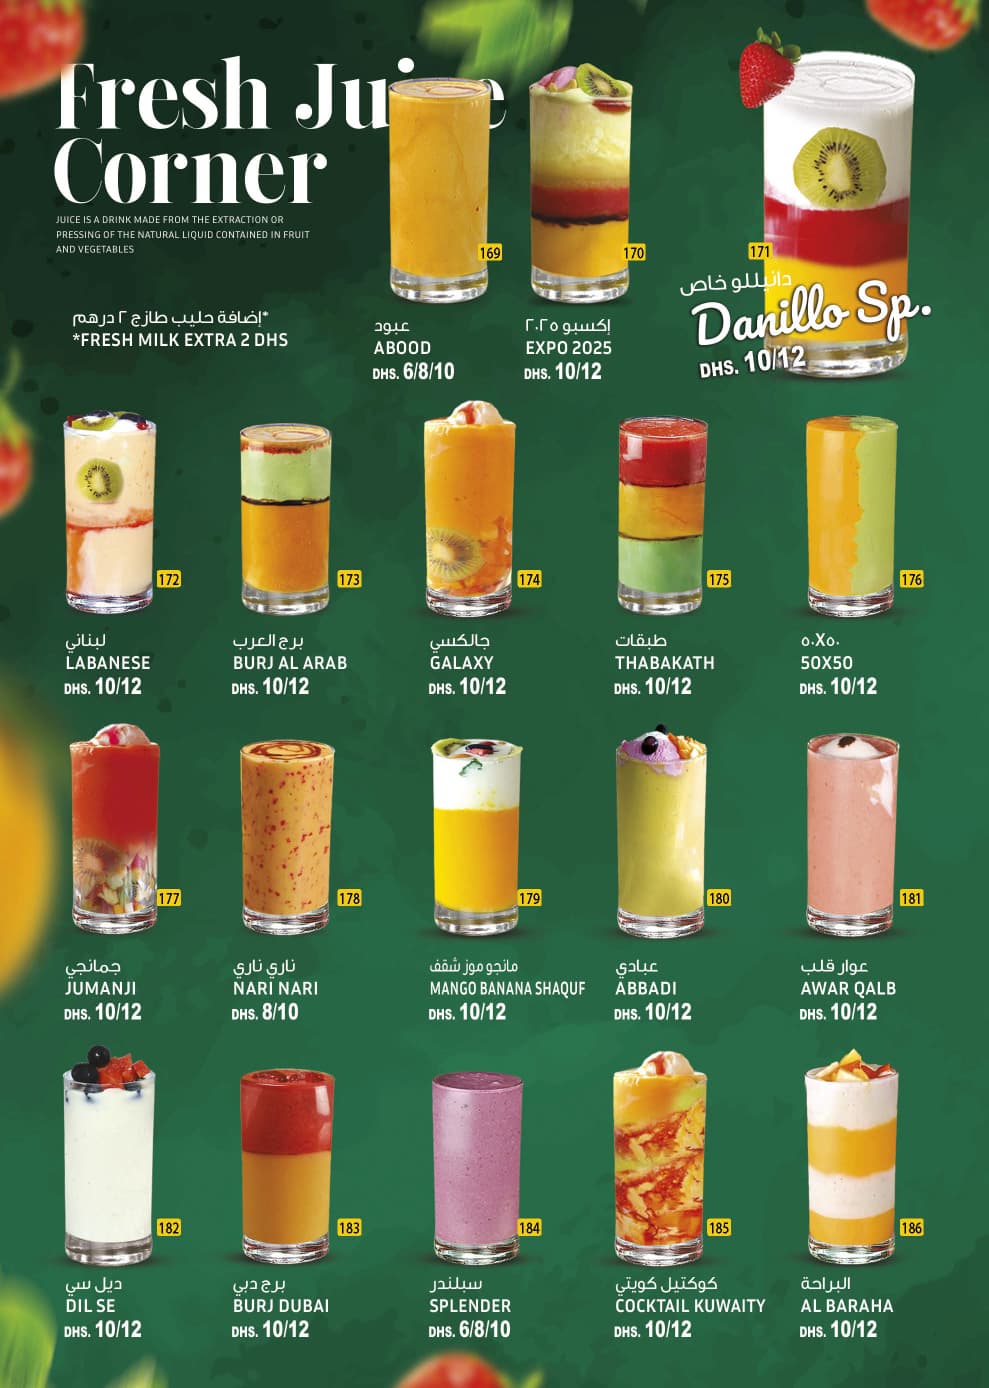 Fresh Juice
Corner
JUICE IS A DRINK MADE FROM THE EXTRACTION OR
PRESSING OF THE NATURAL LIQUID CONTAINED IN FRUIT
AND VEGETABLES
*إضافة حليب طازج ٢ درهم
*FRESH MILK EXTRA 2 DHS
169
عبود
ABOOD
DHS. 6/8/10
170
إكسبو ٢٠٢٥
EXPO 2025
DHS. 10/12
171
دانيللو خاص
Danillo Sp.
DHS. 10/12
172
لبناني
LABANESE
DHS. 10/12
173
برج العرب
BURJ AL ARAB
DHS. 10/12
174
جالكسي
GALAXY
DHS. 10/12
175
طبقات
THABAKATH
DHS. 10/12
176
٥٠X٥٠
50X50
DHS. 10/12
177
جمانجي
JUMANJI
DHS. 10/12
178
ناري ناري
NARI NARI
DHS. 8/10
179
مانجو موز شقف
MANGO BANANA SHAQUF
DHS. 10/12
180
عبادي
ABBADI
DHS. 10/12
181
عوار قلب
AWAR QALB
DHS. 10/12
182
ديل سي
DIL SE
DHS. 10/12
183
برج دبي
BURJ DUBAI
DHS. 10/12
184
سبلندر
SPLENDER
DHS. 6/8/10
185
كوكتيل كويتي
COCKTAIL KUWAITY
DHS. 10/12
186
البراحة
AL BARAHA
DHS. 10/12